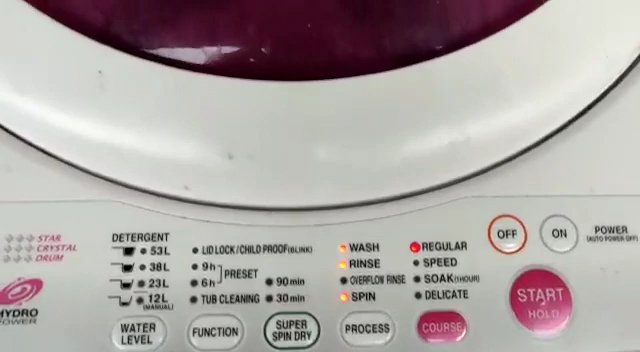 STAR
CRYSTAL
DRUM
HYDRO
POWER
DETERGENT
53L
38L
23L
12L
(MANUAL)
WATER
LEVEL
LID LOCK/CHILD PROOF(BLINK)
9h
6h
PRESET
TUB CLEANING
90min
30min
FUNCTION
SUPER
SPIN DRY
WASH
RINSE
OVERFLOW RINSE
SPIN
PROCESS
REGULAR
SPEED
SOAK(1HOUR)
DELICATE
COURSE
OFF
ON
POWER
(AUTO POWER OFF)
START
HOLD